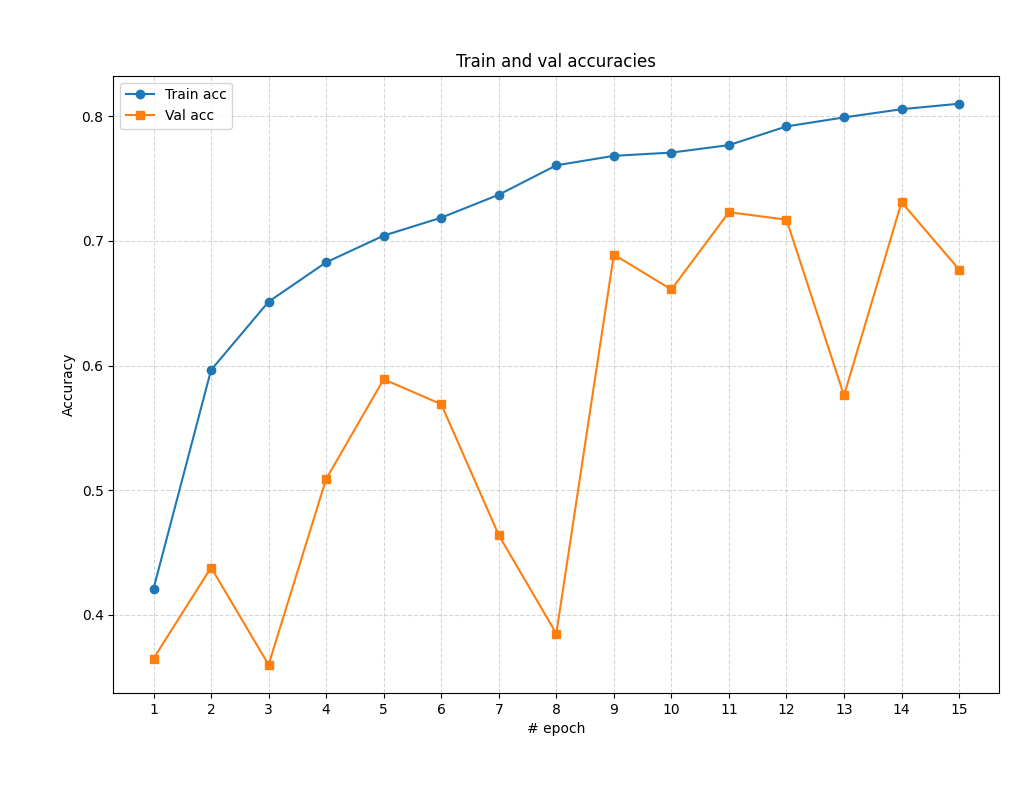 Train and val accuracies
Train acc
Val acc
0.8
0.7
0.6
0.5
0.4
Accuracy
1 2 3 4 5 6 7 8 9 10 11 12 13 14 15
# epoch